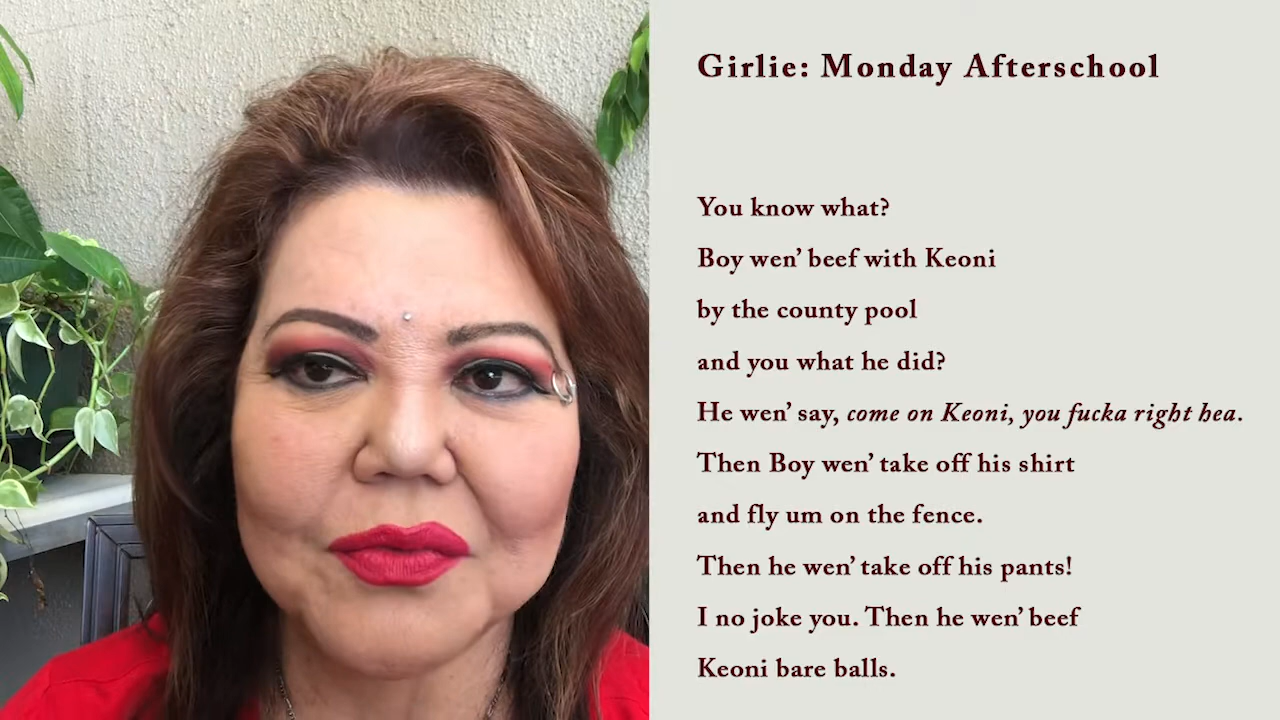 Girlie: Monday Afterschool
You know what?
Boy wen’ beef with Keoni
by the county pool
and you what he did?
He wen’ say, come on Keoni, you fucka right hea.
Then Boy wen’ take off his shirt
and fly um on the fence.
Then he wen’ take off his pants!
I no joke you. Then he wen’ beef
Keoni bare balls.